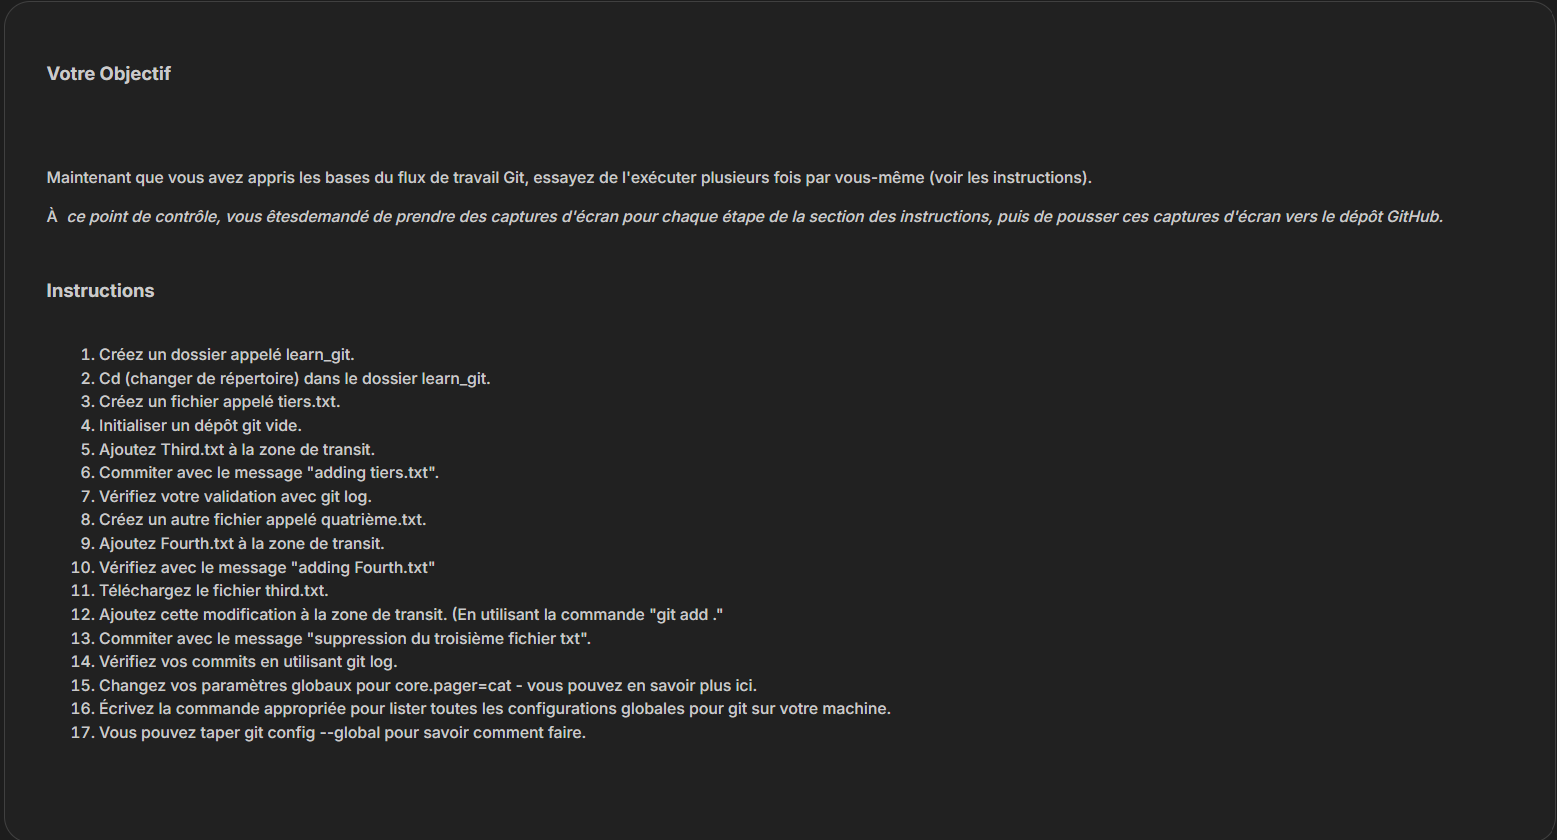 Votre Objectif
Maintenant que vous avez appris les bases du flux de travail Git, essayez de l'exécuter plusieurs fois par vous-même (voir les instructions).
À ce point de contrôle, vous êtesdemandé de prendre des captures d'écran pour chaque étape de la section des instructions, puis de pousser ces captures d'écran vers le dépôt GitHub.
Instructions
1. Créez un dossier appelé learn_git.
2. Cd (changer de répertoire) dans le dossier learn_git.
3. Créez un fichier appelé tiers.txt.
4. Initialiser un dépôt git vide.
5. Ajoutez Third.txt à la zone de transit.
6. Commiter avec le message "adding tiers.txt".
7. Vérifiez votre validation avec git log.
8. Créez un autre fichier appelé quatrième.txt.
9. Ajoutez Fourth.txt à la zone de transit.
10. Vérifiez avec le message "adding Fourth.txt"
11. Téléchargez le fichier third.txt.
12. Ajoutez cette modification à la zone de transit. (En utilisant la commande "git add ."
13. Commiter avec le message "suppression du troisième fichier txt".
14. Vérifiez vos commits en utilisant git log.
15. Changez vos paramètres globaux pour core.pager=cat - vous pouvez en savoir plus ici.
16. Écrivez la commande appropriée pour lister toutes les configurations globales pour git sur votre machine.
17. Vous pouvez taper git config --global pour savoir comment faire.